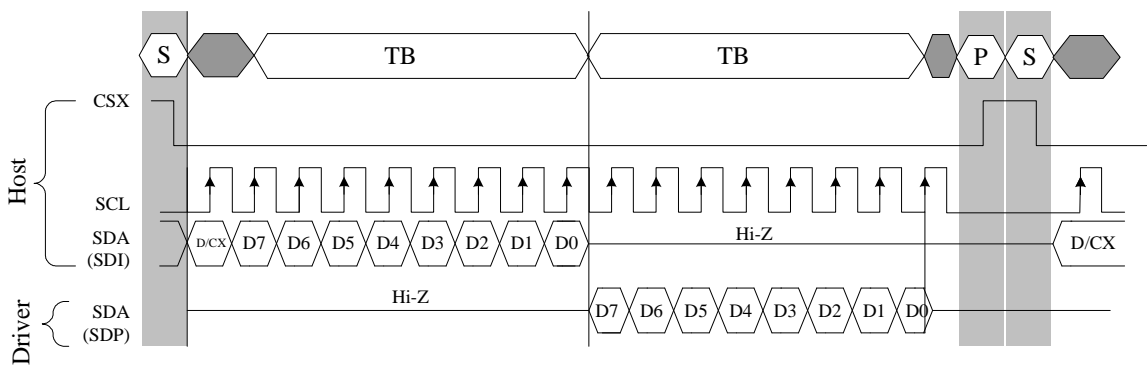 S TB TB P S
CSX
Host
SCL
SDA
(SDI)
D/CX D7 D6 D5 D4 D3 D2 D1 D0 Hi-Z D/CX
Driver
SDA
(SDP)
Hi-Z D7 D6 D5 D4 D3 D2 D1 D0